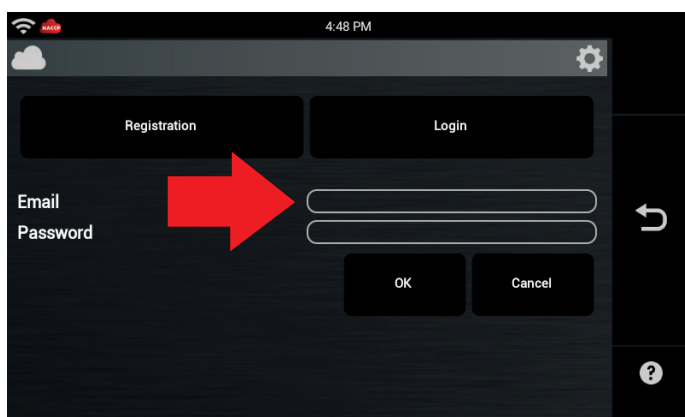 HACCP
4:48 PM
Registration Login
Email
Password
OK Cancel
?